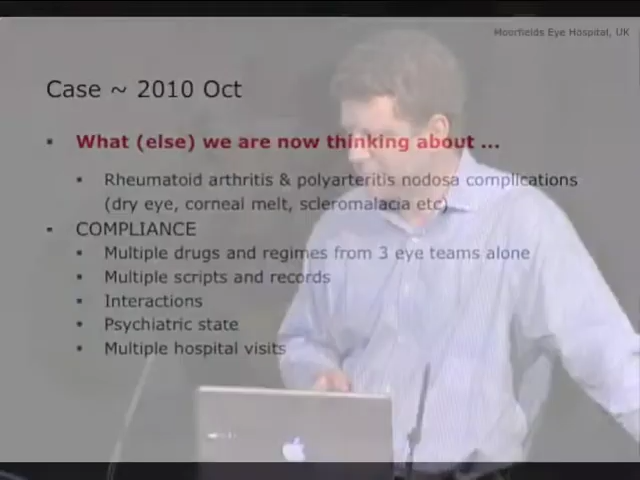 Moorfields Eye Hospital, UK
Case ~ 2010 Oct
▪ What (else) we are now thinking about ...
▪ Rheumatoid arthritis & polyarteritis nodosa complications
(dry eye, corneal melt, scleromalacia etc)
▪ COMPLIANCE
▪ Multiple drugs and regimes from 3 eye teams alone
▪ Multiple scripts and records
▪ Interactions
▪ Psychiatric state
▪ Multiple hospital visits